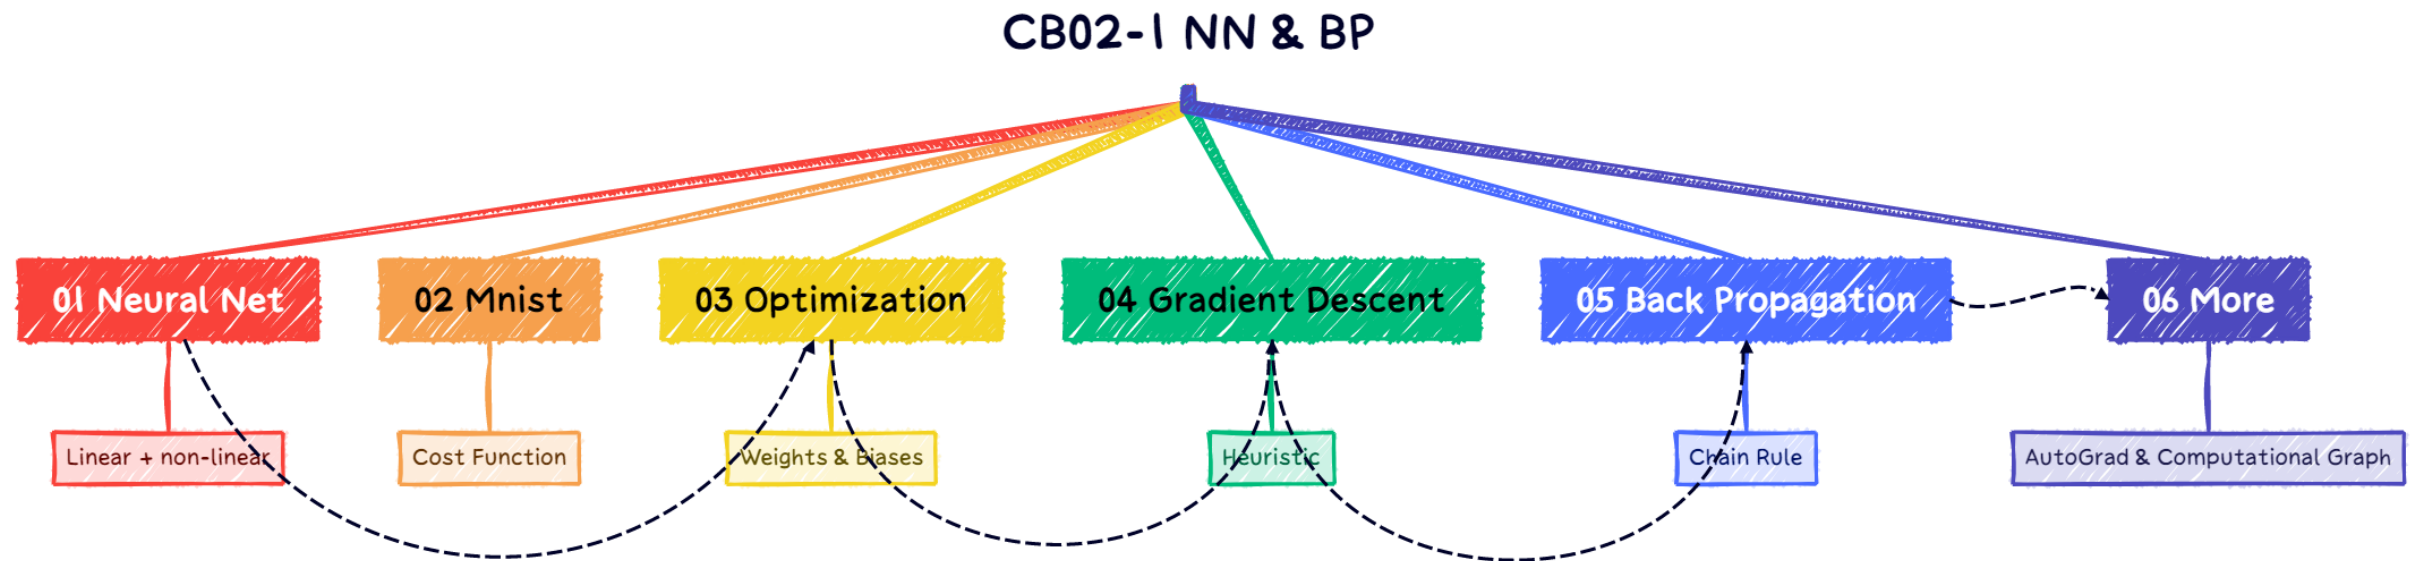 CB02-1 NN & BP
01 Neural Net
02 Mnist
03 Optimization
04 Gradient Descent
05 Back Propagation
06 More
Linear + non-linear
Cost Function
Weights & Biases
Heuristic
Chain Rule
AutoGrad & Computational Graph